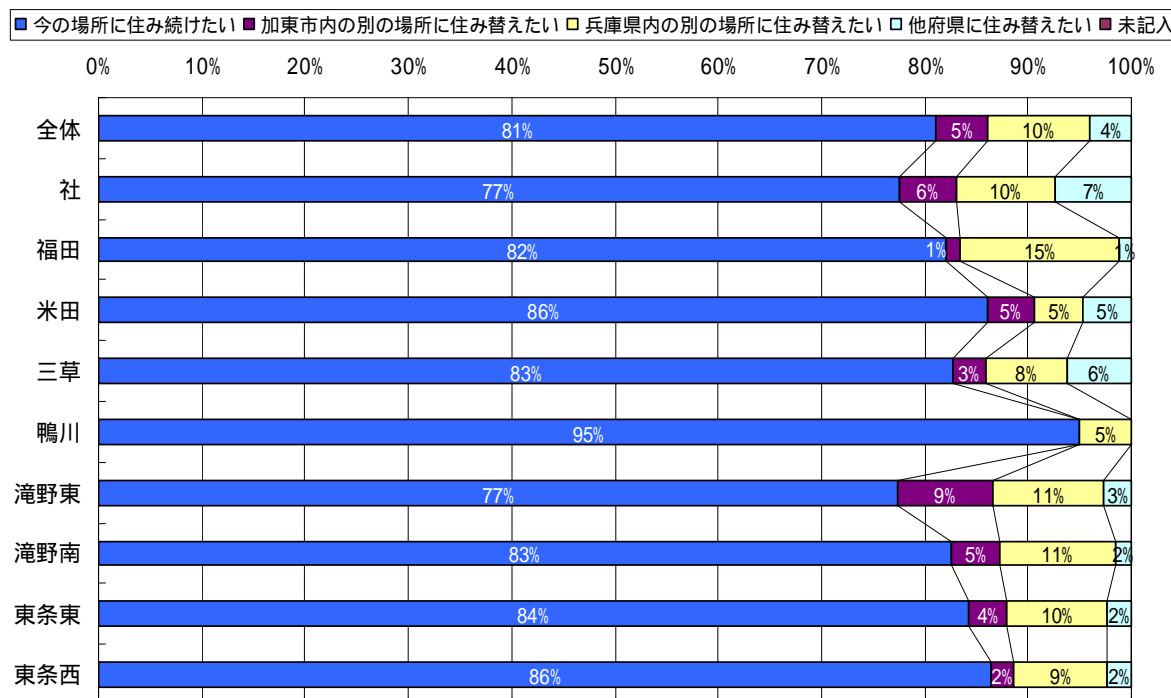 今の場所に住み続けたい 加東市内の別の場所に住み替えたい 兵庫県内の別の場所に住み替えたい 他府県に住み替えたい 未記入
0% 10% 20% 30% 40% 50% 60% 70% 80% 90% 100%
全体 81% 5% 10% 4%
社 77% 6% 10% 7%
福田 82% 1% 15% 1%
米田 86% 5% 5% 5%
三草 83% 3% 8% 6%
鴨川 95% 5%
滝野東 77% 9% 11% 3%
滝野南 83% 5% 11% 2%
東条東 84% 4% 10% 2%
東条西 86% 2% 9% 2%